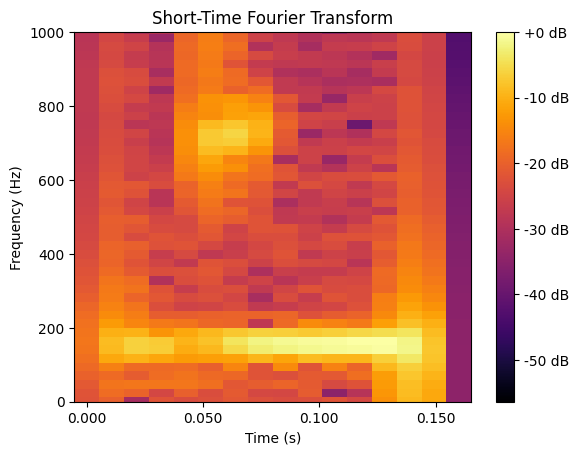 Short-Time Fourier Transform
1000
800
600
400
200
0
Frequency (Hz)
0.000
0.050
0.100
0.150
Time (s)
+0 dB
-10 dB
-20 dB
-30 dB
-40 dB
-50 dB